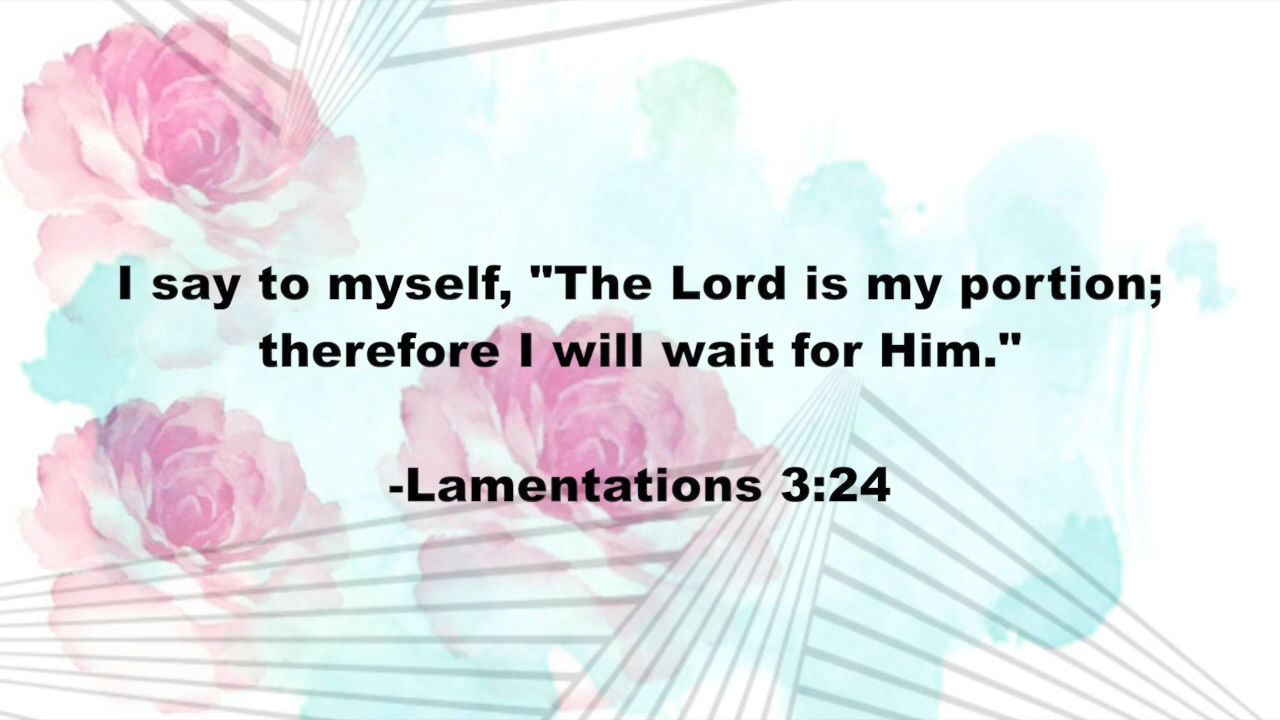 I say to myself, "The Lord is my portion;
therefore I will wait for Him."
-Lamentations 3:24